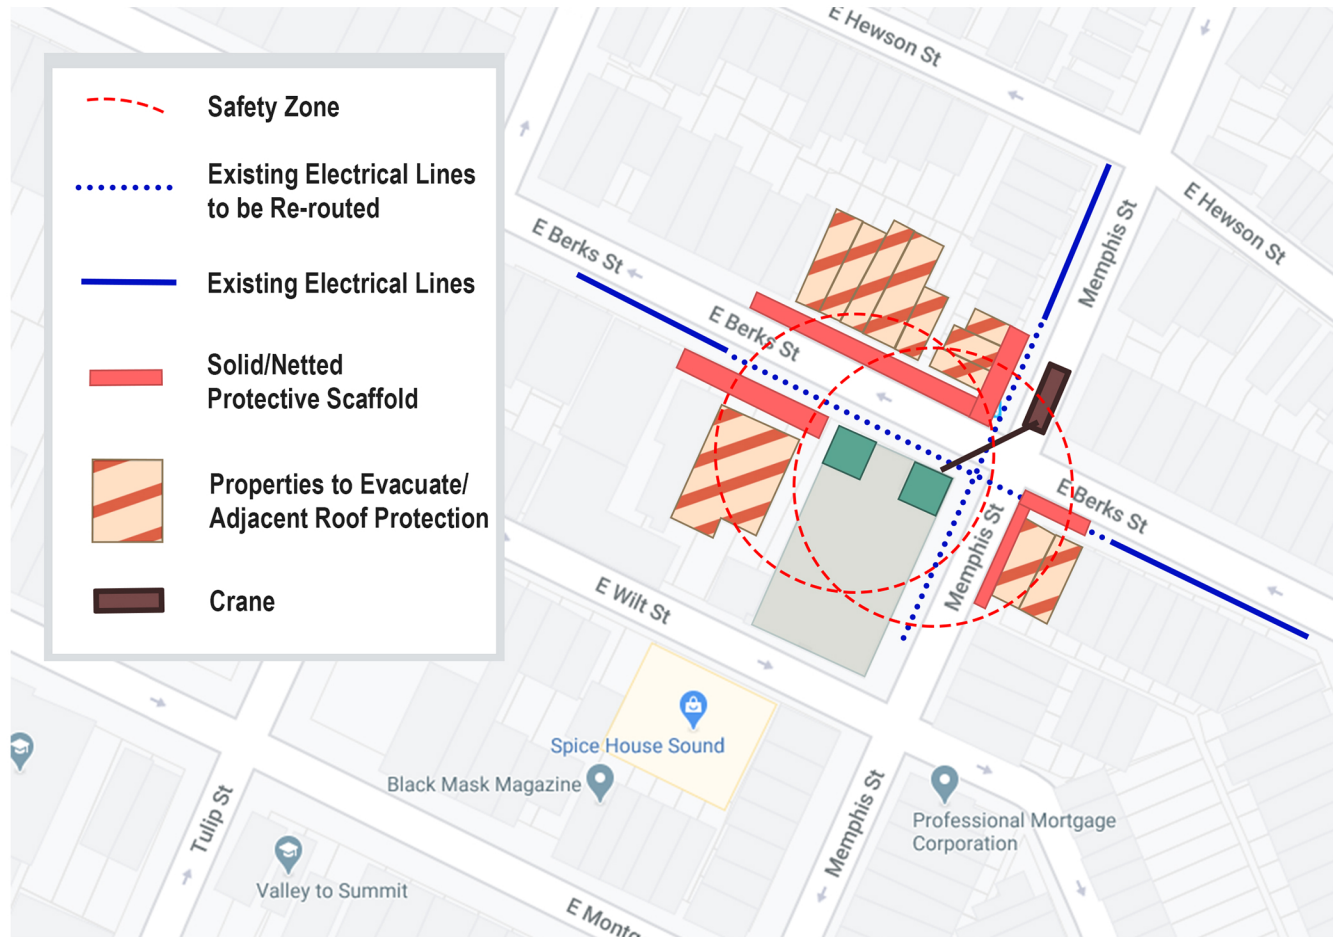 Safety Zone
Existing Electrical Lines
to be Re-routed
Existing Electrical Lines
Solid/Netted
Protective Scaffold
Properties to Evacuate/
Adjacent Roof Protection
Crane
E Hewson St
E Hewson St
Memphis St
E Berks St
E Berks St
E Berks St
Memphis St
E Wilt St
Spice House Sound
Black Mask Magazine
Tulip St
Memphis St
Professional Mortgage
Corporation
Valley to Summit
E Montg